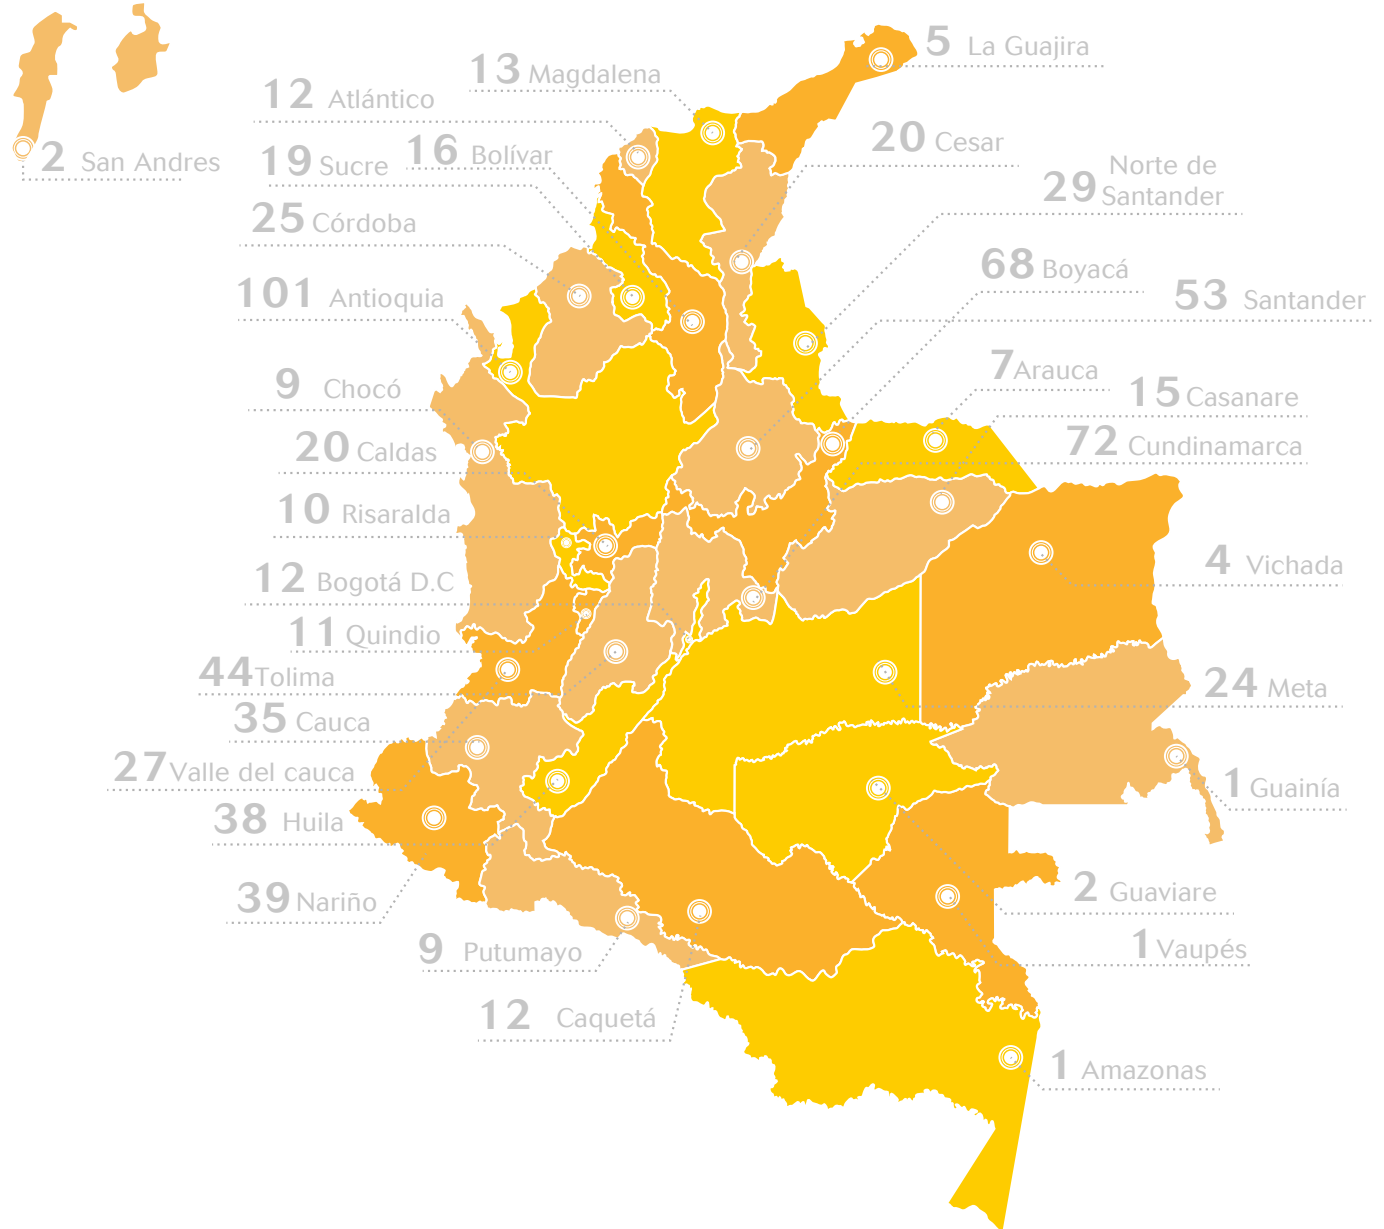 5 La Guajira
13 Magdalena
12 Atlántico
20 Cesar
16 Bolívar
2 San Andres
19 Sucre
Norte de
29 Santander
25 Córdoba
68 Boyacá
101 Antioquia
53 Santander
7 Arauca
9 Chocó
15 Casanare
20 Caldas
72 Cundinamarca
10 Risaralda
4 Vichada
12 Bogotá D.C
11 Quindio
44 Tolima
24 Meta
35 Cauca
27 Valle del cauca
1 Guainía
38 Huila
39 Nariño
2 Guaviare
9 Putumayo
1 Vaupés
12 Caquetá
1 Amazonas